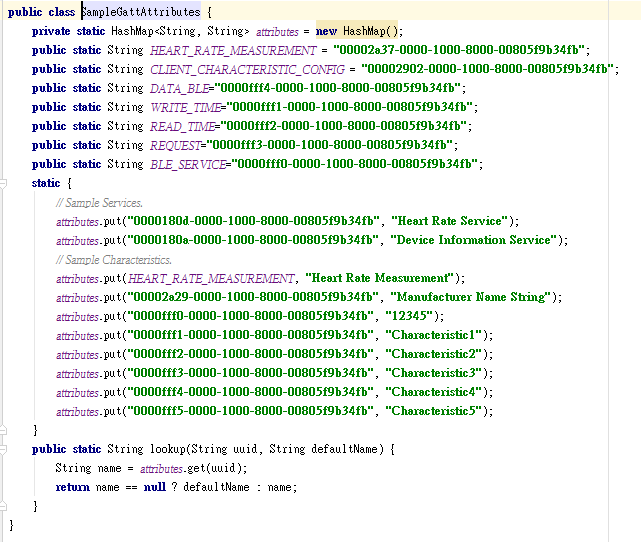 public class SampleGattAttributes {
private static HashMap<String, String> attributes = new HashMap();
public static String HEART_RATE_MEASUREMENT = "00002a37-0000-1000-8000-00805f9b34fb";
public static String CLIENT_CHARACTERISTIC_CONFIG = "00002902-0000-1000-8000-00805f9b34fb";
public static String DATA_BLE="0000fff4-0000-1000-8000-00805f9b34fb";
public static String WRITE_TIME="0000fff1-0000-1000-8000-00805f9b34fb";
public static String READ_TIME="0000fff2-0000-1000-8000-00805f9b34fb";
public static String REQUEST="0000fff3-0000-1000-8000-00805f9b34fb";
public static String BLE_SERVICE="0000fff0-0000-1000-8000-00805f9b34fb";
static {
// Sample Services.
attributes.put("0000180d-0000-1000-8000-00805f9b34fb", "Heart Rate Service");
attributes.put("0000180a-0000-1000-8000-00805f9b34fb", "Device Information Service");
// Sample Characteristics.
attributes.put(HEART_RATE_MEASUREMENT, "Heart Rate Measurement");
attributes.put("00002a29-0000-1000-8000-00805f9b34fb", "Manufacturer Name String");
attributes.put("0000fff0-0000-1000-8000-00805f9b34fb", "12345");
attributes.put("0000fff1-0000-1000-8000-00805f9b34fb", "Characteristic1");
attributes.put("0000fff2-0000-1000-8000-00805f9b34fb", "Characteristic2");
attributes.put("0000fff3-0000-1000-8000-00805f9b34fb", "Characteristic3");
attributes.put("0000fff4-0000-1000-8000-00805f9b34fb", "Characteristic4");
attributes.put("0000fff5-0000-1000-8000-00805f9b34fb", "Characteristic5");
}
public static String lookup(String uuid, String defaultName) {
String name = attributes.get(uuid);
return name == null ? defaultName : name;
}
}